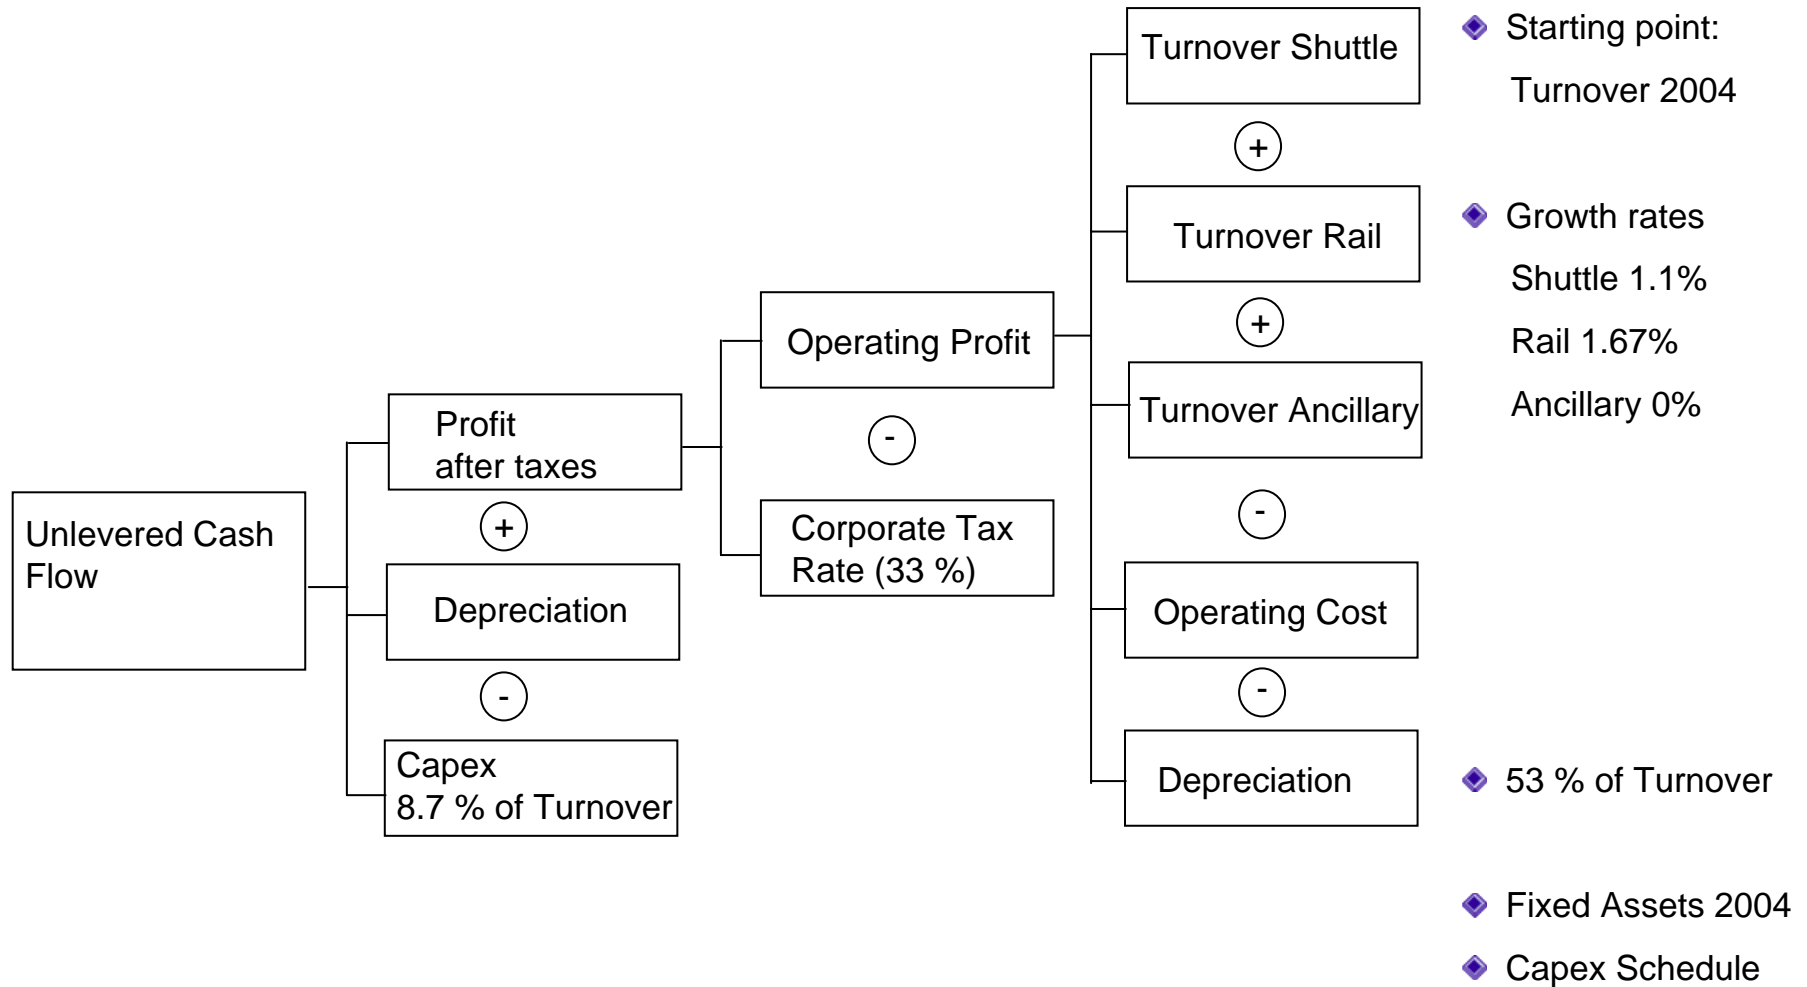 Unlevered Cash
Flow
Profit
after taxes
+
Depreciation
-
Capex
8.7 % of Turnover
Operating Profit
-
Corporate Tax
Rate (33 %)
Turnover Shuttle
+
Turnover Rail
+
Turnover Ancillary
-
Operating Cost
-
Depreciation
Starting point:
Turnover 2004
Growth rates
Shuttle 1.1%
Rail 1.67%
Ancillary 0%
53 % of Turnover
Fixed Assets 2004
Capex Schedule